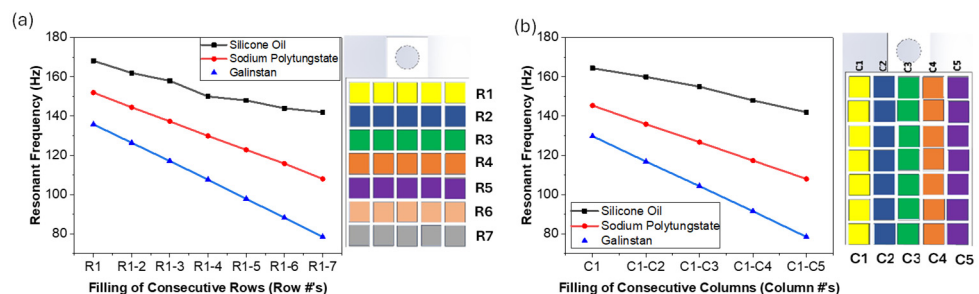 (a)
180
160
140
120
100
80
Resonant Frequency (Hz)
Silicone Oil
Sodium Polytungstate
Galinstan
R1 R1-2 R1-3 R1-4 R1-5 R1-6 R1-7
Filling of Consecutive Rows (Row #'s)
R1
R2
R3
R4
R5
R6
R7
(b)
180
160
140
120
100
80
Resonant Frequency (Hz)
Silicone Oil
Sodium Polytungstate
Galinstan
C1 C1-C2 C1-C3 C1-C4 C1-C5
Filling of Consecutive Columns (Column #'s)
C1 C2 C3 C4 C5
C1 C2 C3 C4 C5